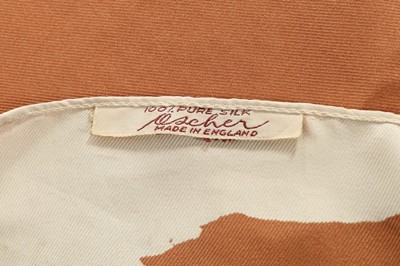 100% PURE SILK
Ascher
MADE IN ENGLAND